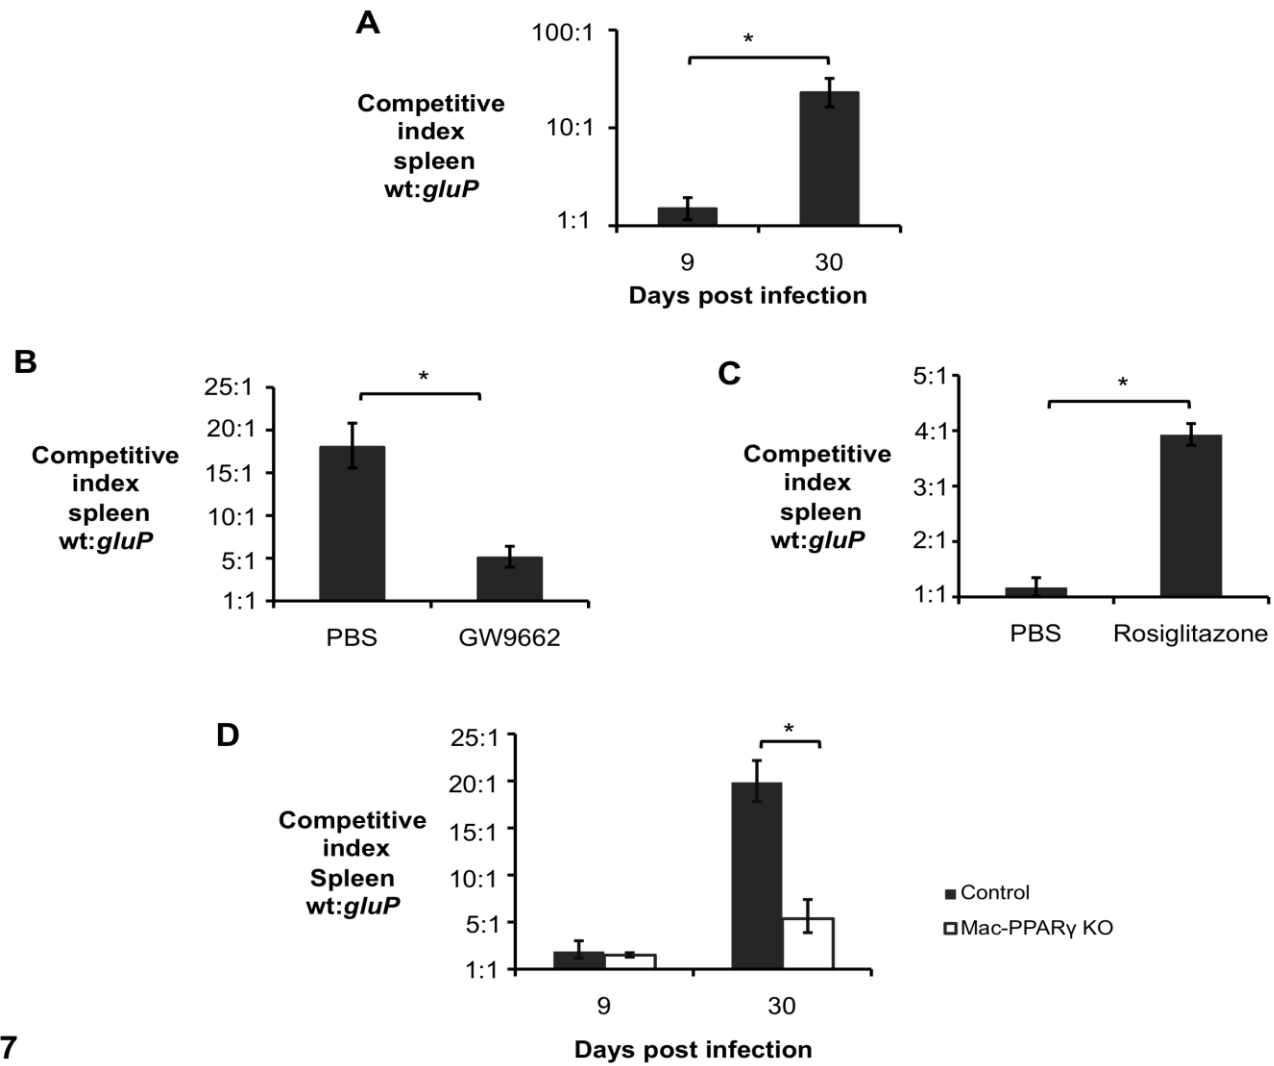 A
100:1
*
Competitive
index
spleen
wt:gluP
10:1
1:1
9 30
Days post infection
B
25:1
*
20:1
Competitive
index
spleen
wt:gluP
15:1
10:1
5:1
1:1
PBS GW9662
C
5:1
*
4:1
Competitive
index
spleen
wt:gluP
3:1
2:1
1:1
PBS Rosiglitazone
D
25:1
*
20:1
Competitive
index
Spleen
wt:gluP
15:1
10:1
5:1
1:1
9 30
Days post infection
Control
Mac-PPARγ KO
7